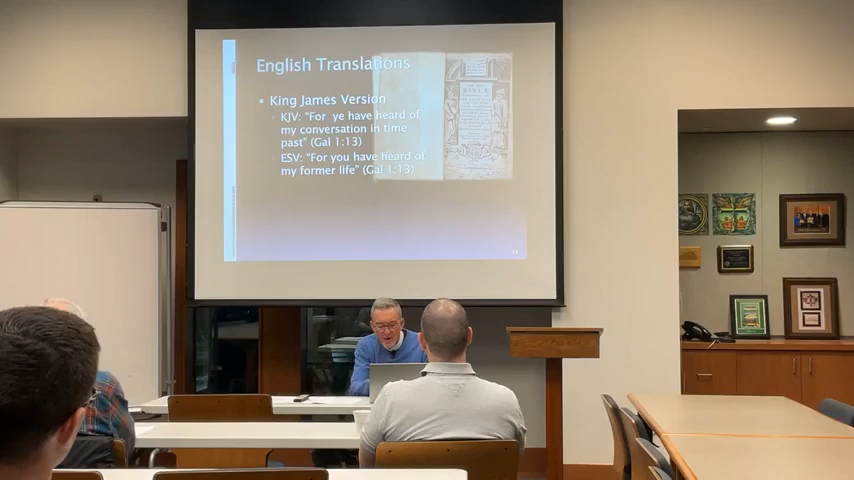 English Translations
King James Version
KJV: "For ye have heard of
my conversation in time
past" (Gal 1:13)
ESV: "For you have heard of
my former life" (Gal 1:13)
BIBLE